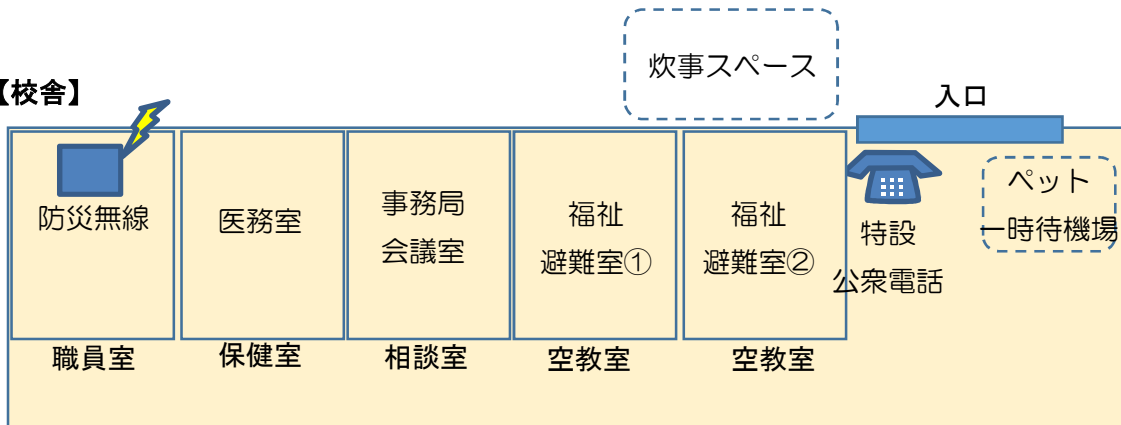 炊事スペース
【校舎】
入口
防災無線
医務室
事務局
会議室
福祉
避難室①
福祉
避難室②
特設
公衆電話
ペット
一時待機場
職員室
保健室
相談室
空教室
空教室